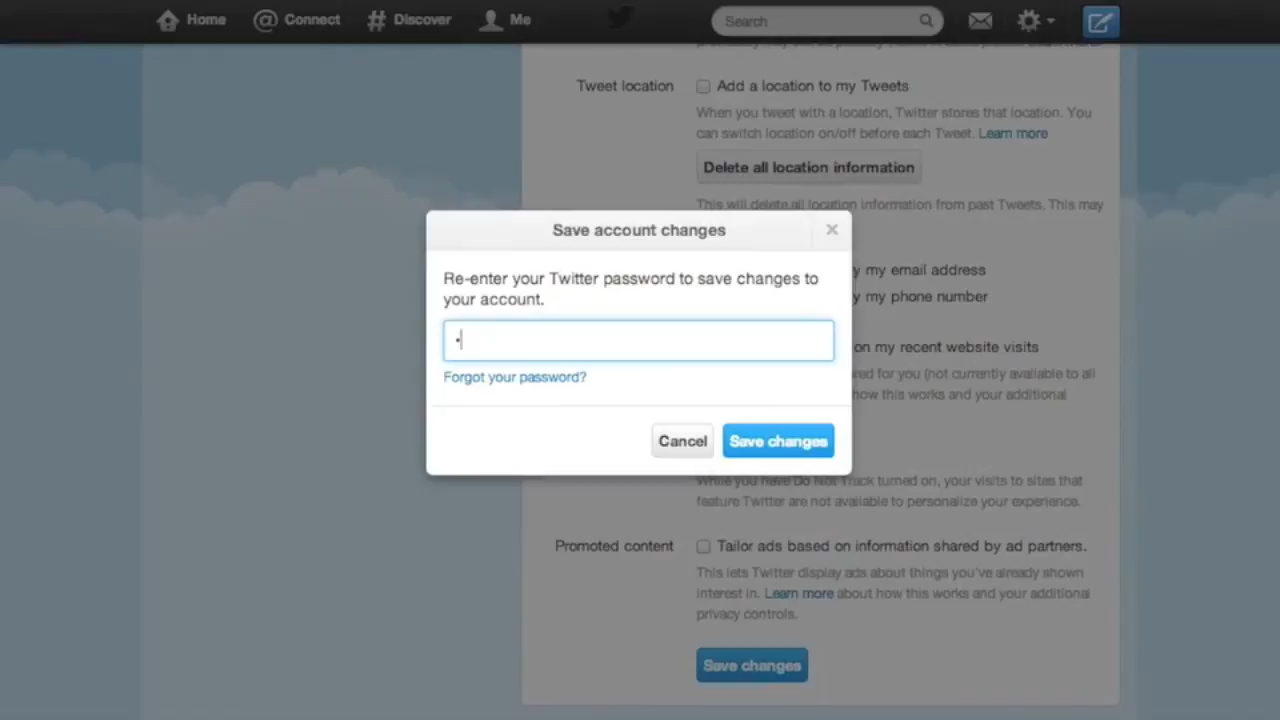 Home Connect Discover Me Search
Tweet location Add a location to my Tweets
When you tweet with a location, Twitter stores that location. You
can switch location on/off before each Tweet. Learn more
Delete all location information
This will delete all location information from past Tweets. This may
Save account changes
Re-enter your Twitter password to save changes to
your account.
Forgot your password?
Cancel Save changes
y my email address
y my phone number
on my recent website visits
red for you (not currently available to all
how this works and your additional
While you have Do Not Track turned on, your visits to sites that
feature Twitter are not available to personalize your experience.
Promoted content Tailor ads based on information shared by ad partners.
This lets Twitter display ads about things you've already shown
interest in. Learn more about how this works and your additional
privacy controls.
Save changes